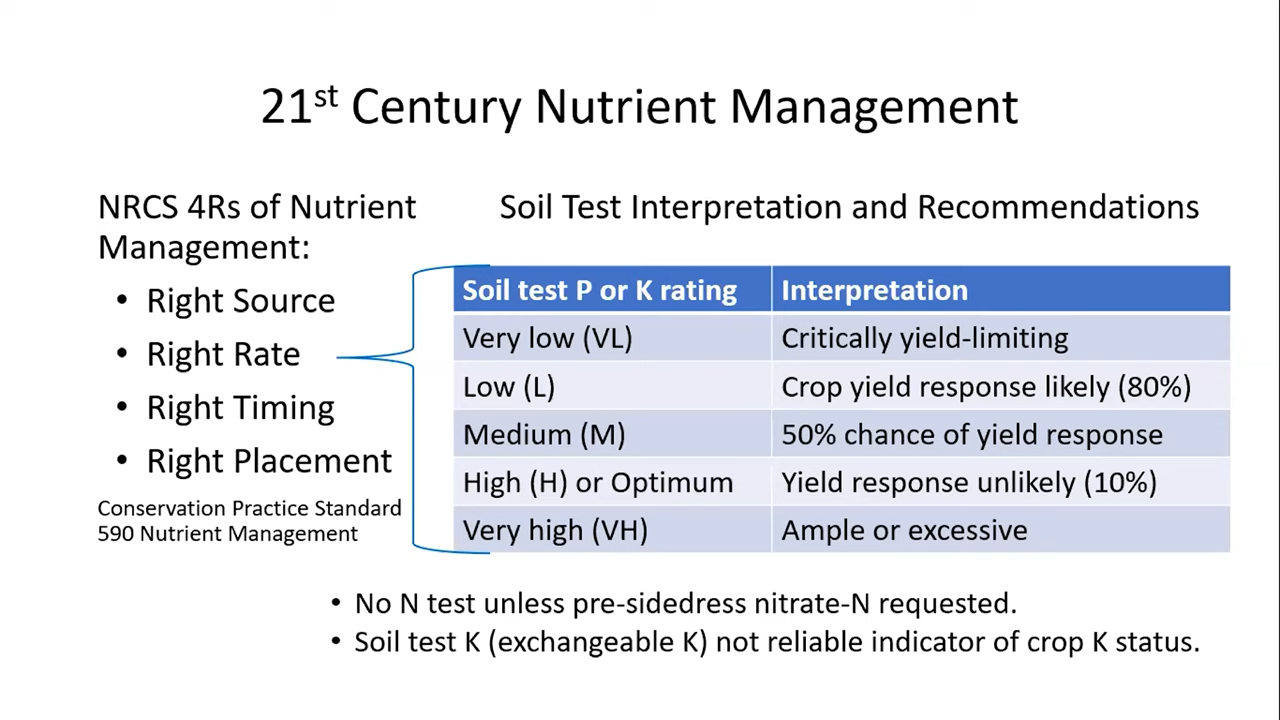 21st Century Nutrient Management
NRCS 4Rs of Nutrient
Management:
• Right Source
• Right Rate
• Right Timing
• Right Placement
Conservation Practice Standard
590 Nutrient Management
Soil Test Interpretation and Recommendations
Soil test P or K rating Interpretation
Very low (VL) Critically yield-limiting
Low (L) Crop yield response likely (80%)
Medium (M) 50% chance of yield response
High (H) or Optimum Yield response unlikely (10%)
Very high (VH) Ample or excessive
• No N test unless pre-sidedress nitrate-N requested.
• Soil test K (exchangeable K) not reliable indicator of crop K status.